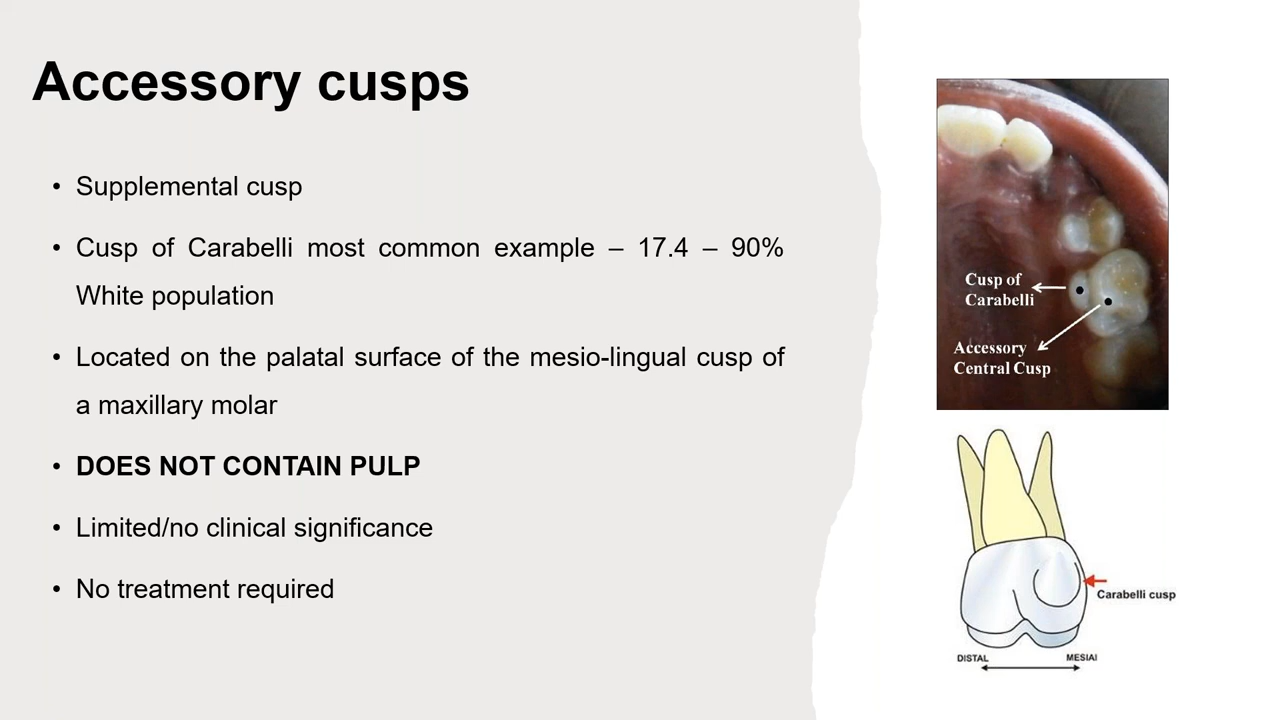 Accessory cusps
• Supplemental cusp
• Cusp of Carabelli most common example – 17.4 – 90%
White population
• Located on the palatal surface of the mesio-lingual cusp of
a maxillary molar
• DOES NOT CONTAIN PULP
• Limited/no clinical significance
• No treatment required
Cusp of
Carabelli
Accessory
Central Cusp
Carabelli cusp
DISTAL MESIAl